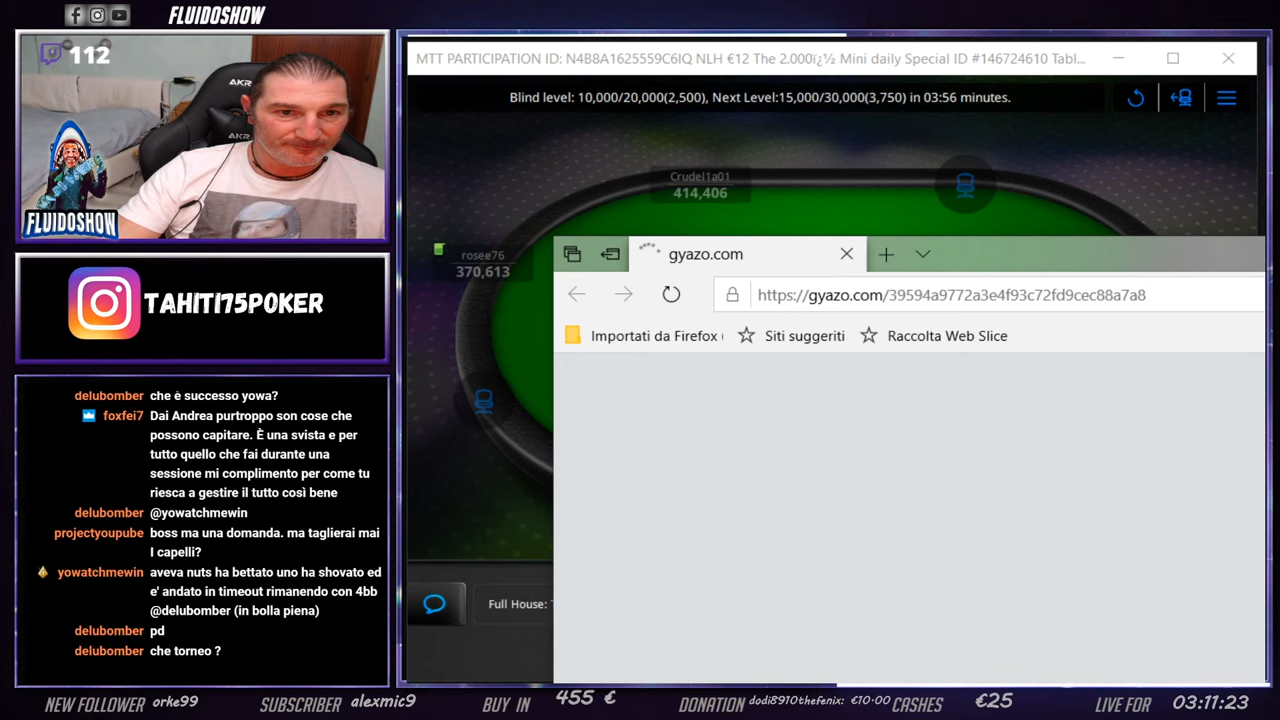 FLUIDOSHOW
112
AKR
AKR
FLUIDOSHOW
TAHITI75POKER
delubomber che è successo yowa?
foxfei7 Dai Andrea purtroppo son cose che
possono capitare. È una svista e per
tutto quello che fai durante una
sessione mi complimento per come tu
riesca a gestire il tutto così bene
delubomber @yowatchmewin
projectyoupube boss ma una domanda. ma taglierai mai
I capelli?
yowatchmewin aveva nuts ha bettato uno ha shovato ed
e' andato in timeout rimanendo con 4bb
@delubomber (in bolla piena)
delubomber pd
delubomber che torneo ?
MTT PARTICIPATION ID: N4B8A1625559C6IQ NLH €12 The 2.000ï¿½ Mini daily Special ID #146724610 Tabl...
Blind level: 10,000/20,000(2,500), Next Level:15,000/30,000(3,750) in 03:56 minutes.
Crudel1a01
414,406
rosee76
370,613
gyazo.com
https://gyazo.com/39594a9772a3e4f93c72fd9cec88a7a8
Importati da Firefox Siti suggeriti Raccolta Web Slice
Full House:
NEW FOLLOWER orke99 SUBSCRIBER alexmic9 BUY IN 455 € DONATION dodi8910thefenix: €10.00 CASHES €25 LIVE FOR 03:11:23